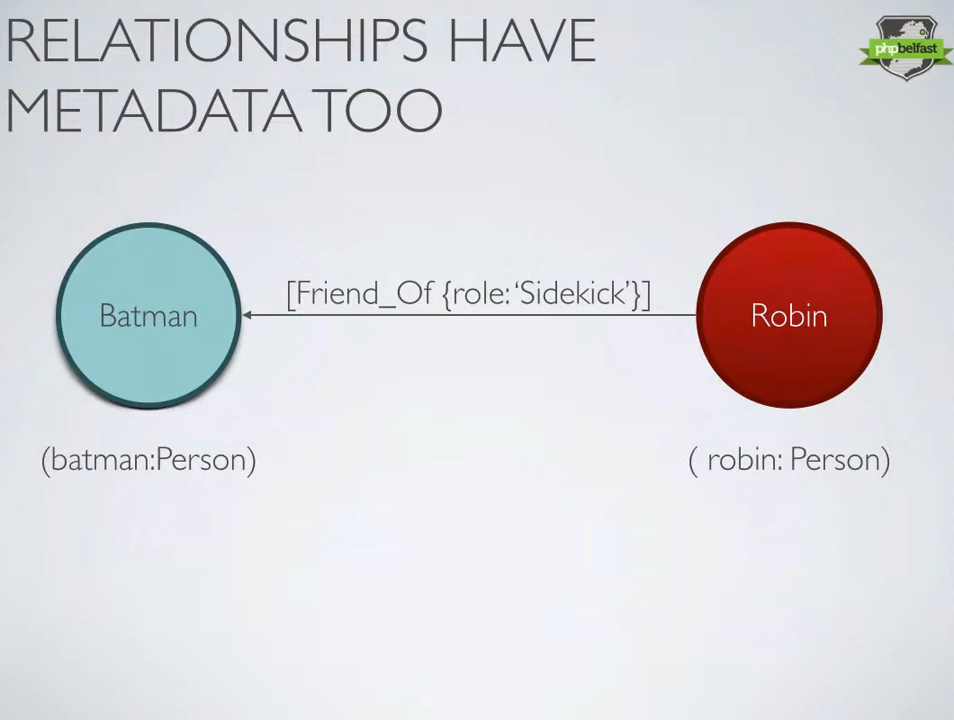 RELATIONSHIPS HAVE
METADATA TOO
phpbelfast
[Friend_Of {role: ‘Sidekick’}]
Batman
Robin
(batman:Person)
( robin: Person)